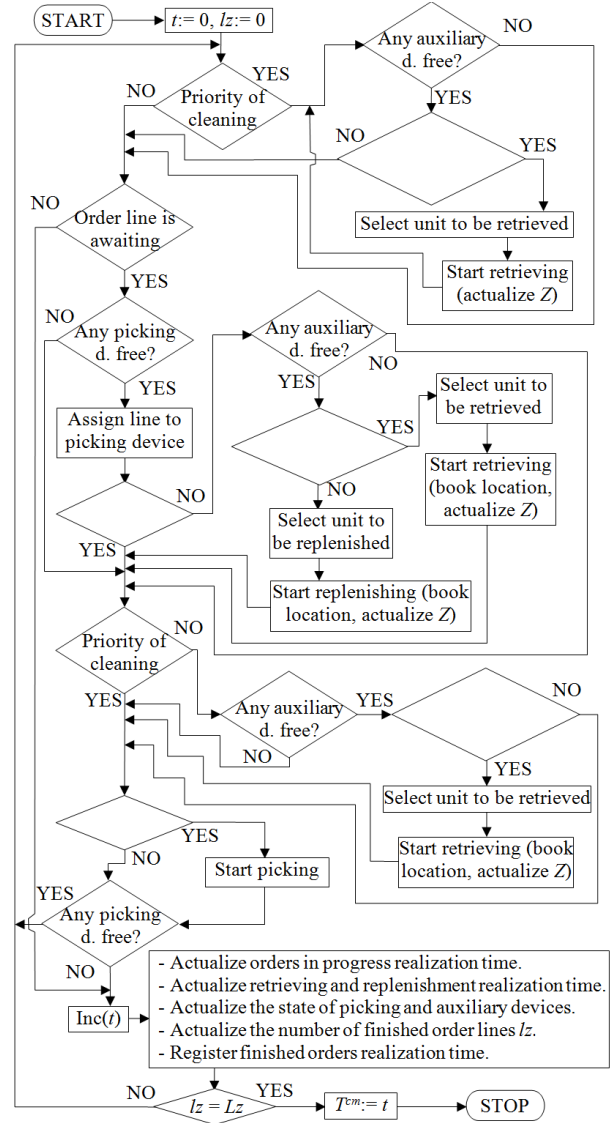 START
t:= 0, lz:= 0
Any auxiliary
d. free?
NO
YES
NO
YES
Priority of
cleaning
NO
YES
Select unit to be retrieved
Start retrieving
(actualize Z)
NO
Order line is
awaiting
YES
NO
Any picking
d. free?
YES
Assign line to
picking device
Any auxiliary
d. free?
NO
YES
YES
Select unit to
be retrieved
Start retrieving
(book location,
actualize Z)
NO
Select unit to
be replenished
Start replenishing (book
location, actualize Z)
NO
YES
Priority of
cleaning
NO
YES
Any auxiliary
d. free?
YES
NO
NO
YES
Select unit to be retrieved
Start retrieving (book
location, actualize Z)
YES
NO
Start picking
YES
Any picking
d. free?
NO
Inc(t)
- Actualize orders in progress realization time.
- Actualize retrieving and replenishment realization time.
- Actualize the state of picking and auxiliary devices.
- Actualize the number of finished order lines lz.
- Register finished orders realization time.
NO
lz = Lz
YES
Tcm:= t
STOP